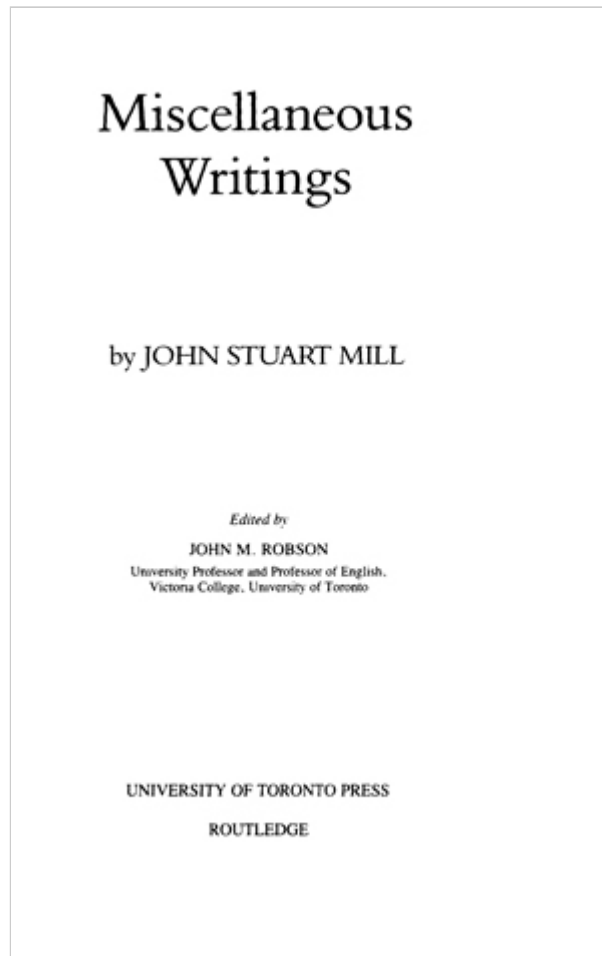 Miscellaneous
Writings
by JOHN STUART MILL
Edited by
JOHN M. ROBSON
University Professor and Professor of English,
Victoria College, University of Toronto
UNIVERSITY OF TORONTO PRESS
ROUTLEDGE